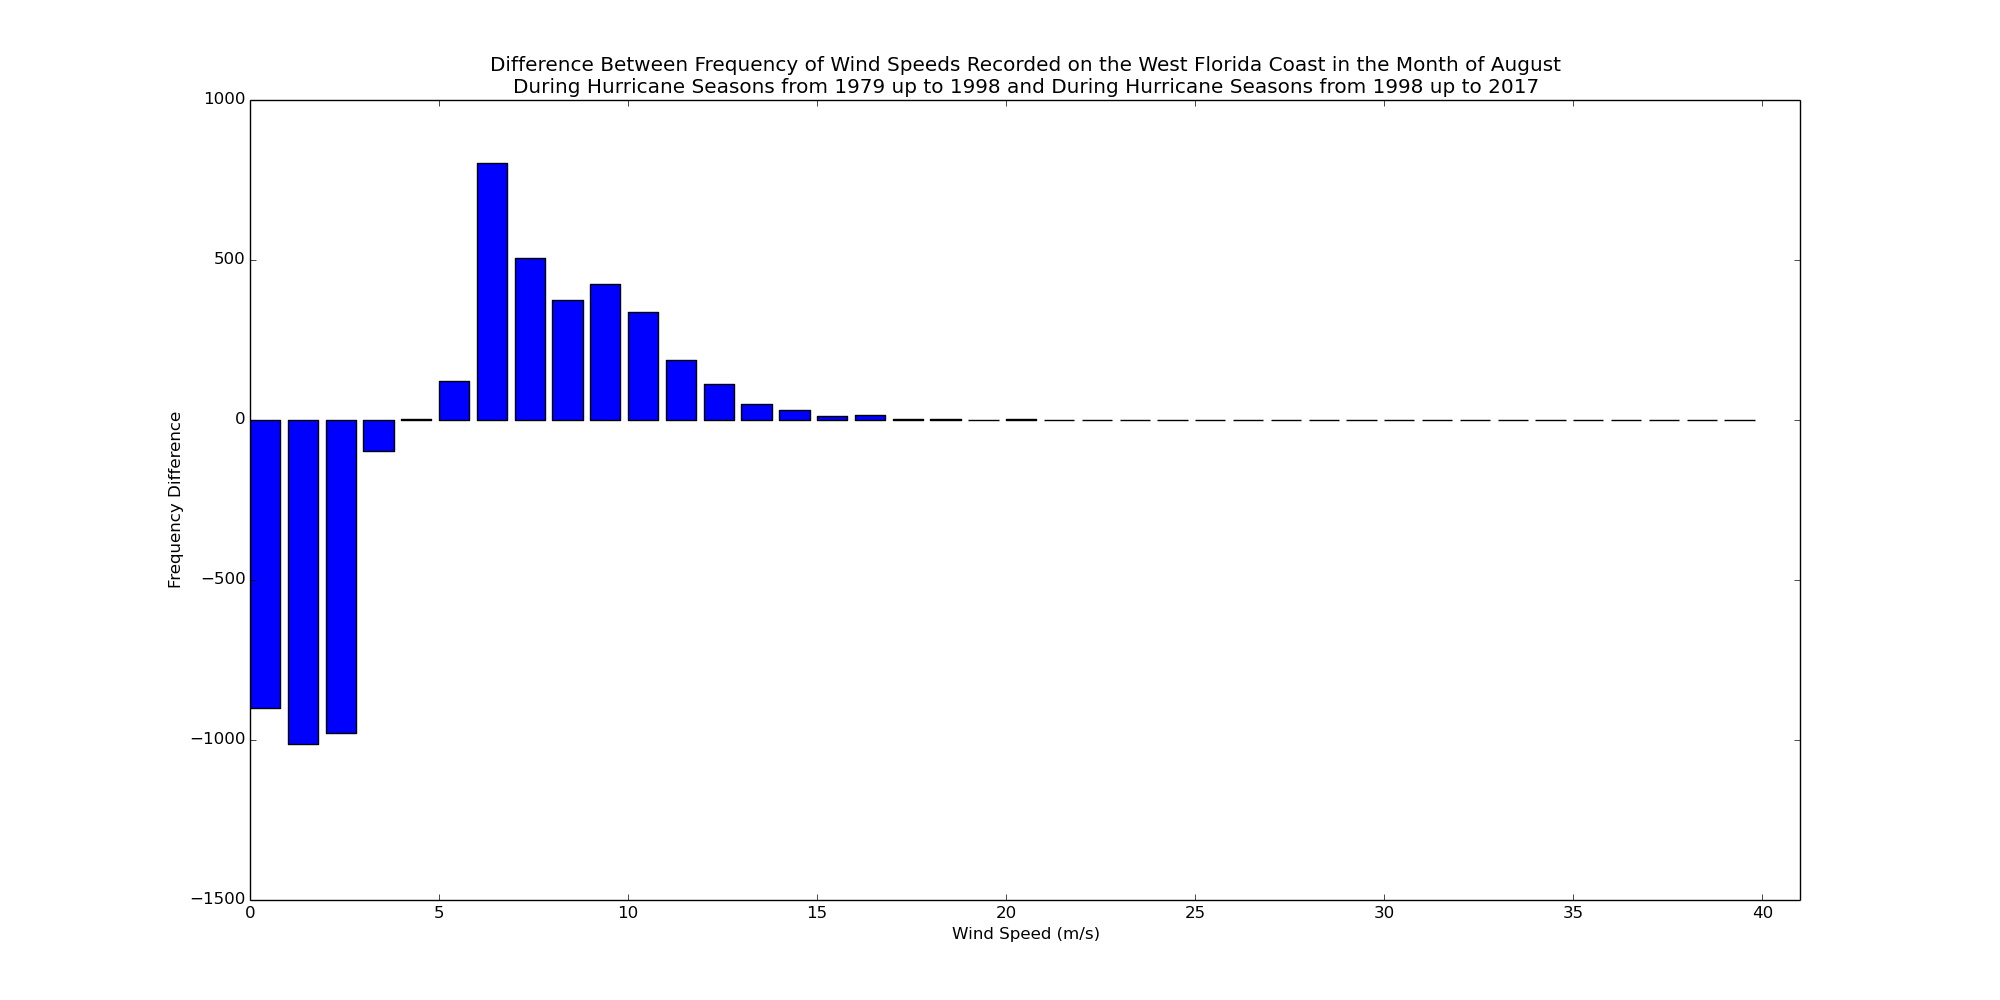 Difference Between Frequency of Wind Speeds Recorded on the West Florida Coast in the Month of August
During Hurricane Seasons from 1979 up to 1998 and During Hurricane Seasons from 1998 up to 2017
1000
500
0
−500
−1000
−1500
Frequency Difference
0 5 10 15 20 25 30 35 40
Wind Speed (m/s)